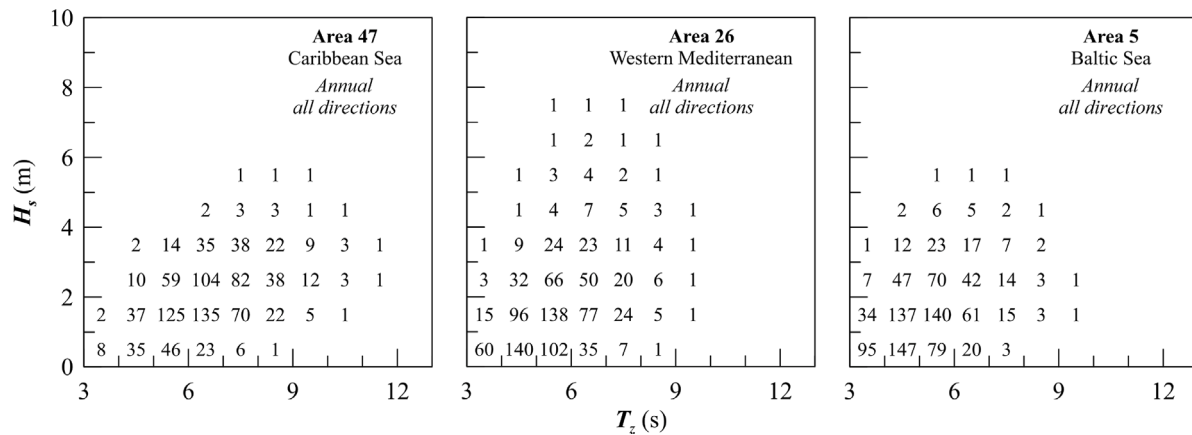 10
8
6
4
2
0
H_s (m)
Area 47
Caribbean Sea
Annual
all directions
1 1 1
2 3 3 1 1
2 14 35 38 22 9 3 1
10 59 104 82 38 12 3 1
2 37 125 135 70 22 5 1
8 35 46 23 6 1
3 6 9 12
Area 26
Western Mediterranean
Annual
all directions
1 1 1
1 2 1 1
1 3 4 2 1
1 4 7 5 3 1
1 9 24 23 11 4 1
3 32 66 50 20 6 1
15 96 138 77 24 5 1
60 140 102 35 7 1
3 6 9 12
T_z (s)
Area 5
Baltic Sea
Annual
all directions
1 1 1
2 6 5 2 1
1 12 23 17 7 2
7 47 70 42 14 3 1
34 137 140 61 15 3 1
95 147 79 20 3
3 6 9 12